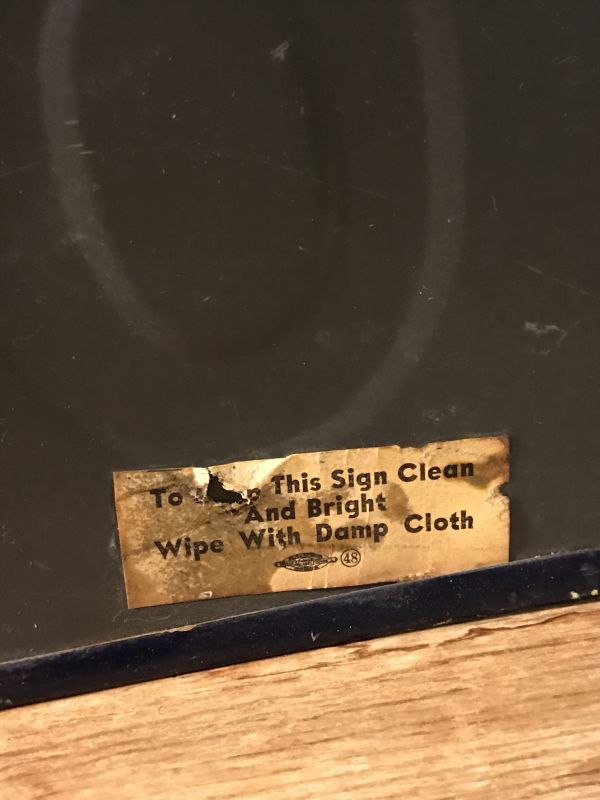 To This Sign Clean
And Bright
Wipe With Damp Cloth
48